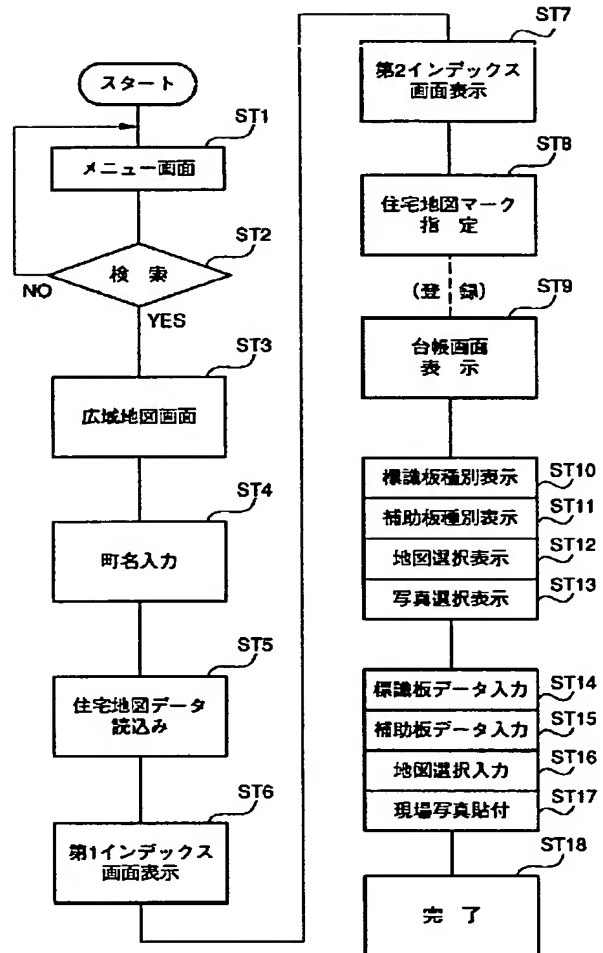 スタート
ST1
メニュー画面
ST2
検 索
NO
YES
ST3
広域地図画面
ST4
町名入力
ST5
住宅地図データ
読込み
ST6
第1インデックス
画面表示
ST7
第2インデックス
画面表示
ST8
住宅地図マーク
指 定
(登 録)
ST9
台帳画面
表 示
標識板種別表示
ST10
補助板種別表示
ST11
地図選択表示
ST12
写真選択表示
ST13
標識板データ入力
ST14
補助板データ入力
ST15
地図選択入力
ST16
現場写真貼付
ST17
ST18
完 了